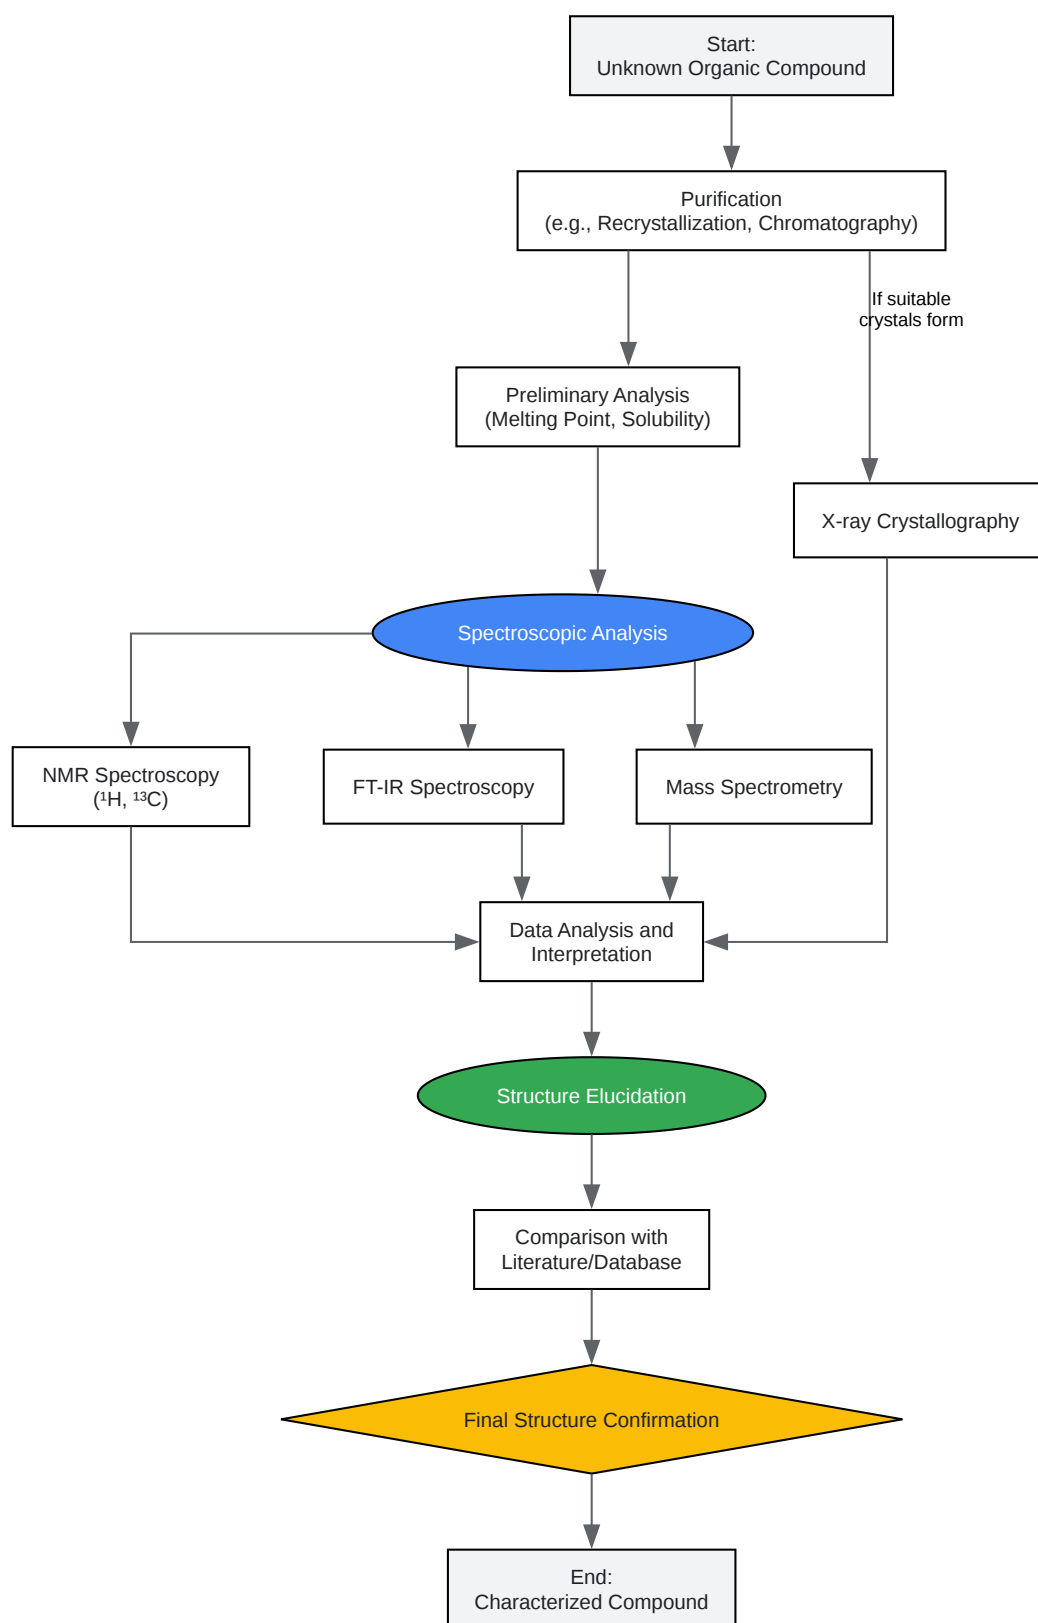 Start:
Unknown Organic Compound
Purification
(e.g., Recrystallization, Chromatography)
If suitable
crystals form
Preliminary Analysis
(Melting Point, Solubility)
X-ray Crystallography
Spectroscopic Analysis
NMR Spectroscopy
(¹H, ¹³C)
FT-IR Spectroscopy
Mass Spectrometry
Data Analysis and
Interpretation
Structure Elucidation
Comparison with
Literature/Database
Final Structure Confirmation
End:
Characterized Compound